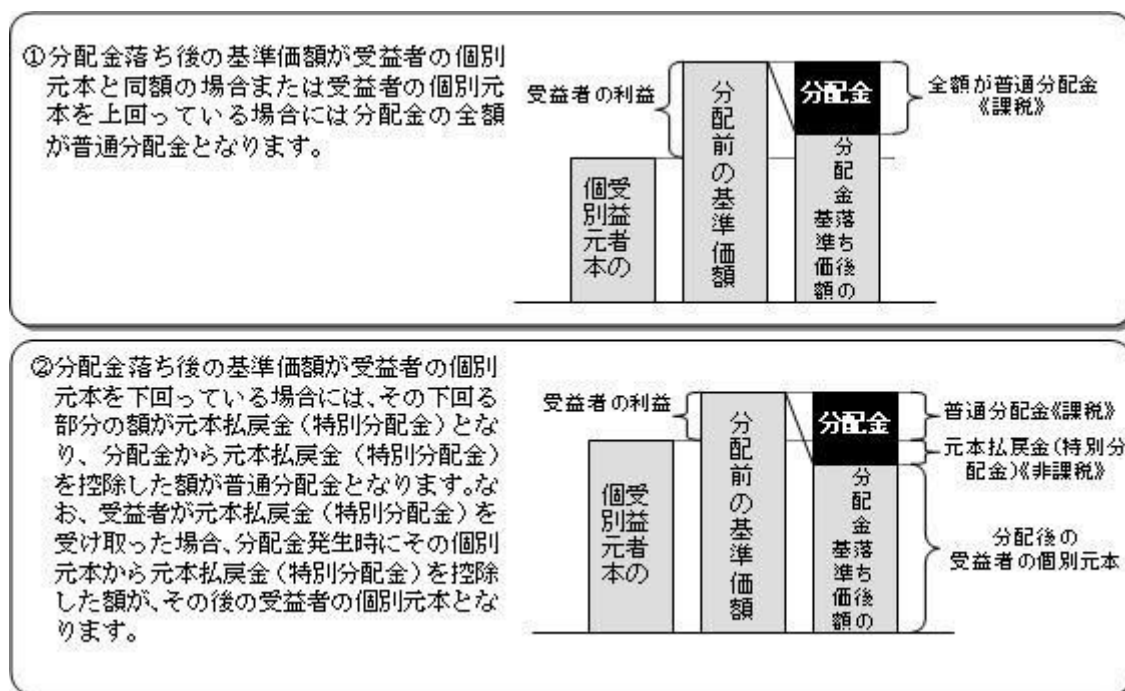 ①分配金落ち後の基準価額が受益者の個別
元本と同額の場合または受益者の個別元
本を上回っている場合には分配金の全額
が普通分配金となります。
受益者の利益
受益者の
個別元本
分配前の基準価額
分配金
分配金落ち後の
基準価額
全額が普通分配金
《課税》
②分配金落ち後の基準価額が受益者の個別
元本を下回っている場合には、その下回る
部分の額が元本払戻金(特別分配金)とな
り、分配金から元本払戻金(特別分配金)
を控除した額が普通分配金となります。な
お、受益者が元本払戻金(特別分配金)を
受け取った場合、分配金発生時にその個別
元本から元本払戻金(特別分配金)を控除
した額が、その後の受益者の個別元本とな
ります。
受益者の利益
受益者の
個別元本
分配前の基準価額
分配金
分配金落ち後の
基準価額
普通分配金《課税》
元本払戻金(特別分
配金)《非課税》
分配後の
受益者の個別元本